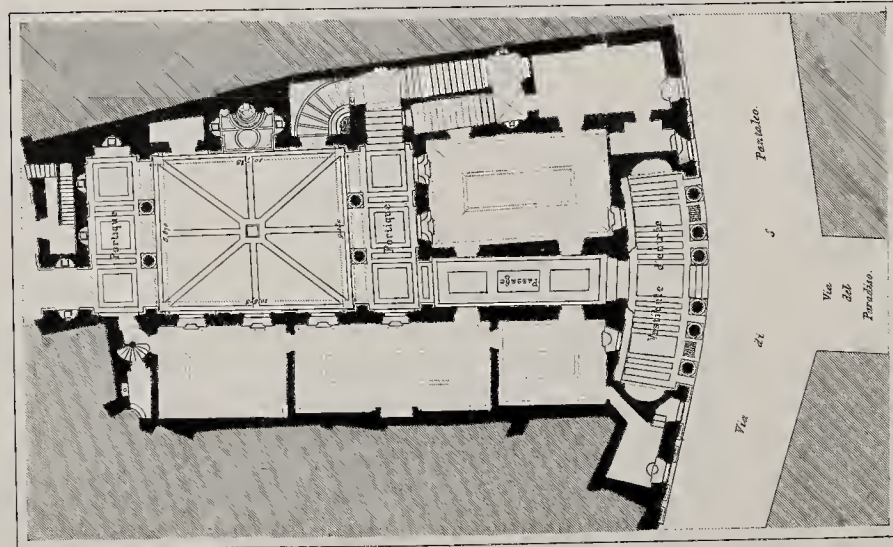 Portique
Portique
Passage
Vestibule d'entrée
Via di S Pantaleo.
Via
del
Paradiso.